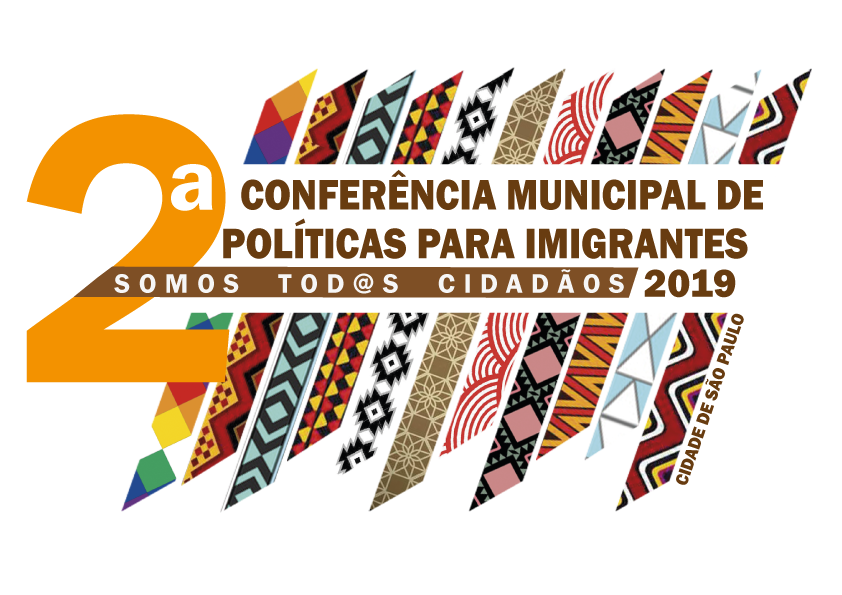 2ª CONFERÊNCIA MUNICIPAL DE
POLÍTICAS PARA IMIGRANTES
SOMOS TOD@S CIDADÃOS / 2019
CIDADE DE SÃO PAULO